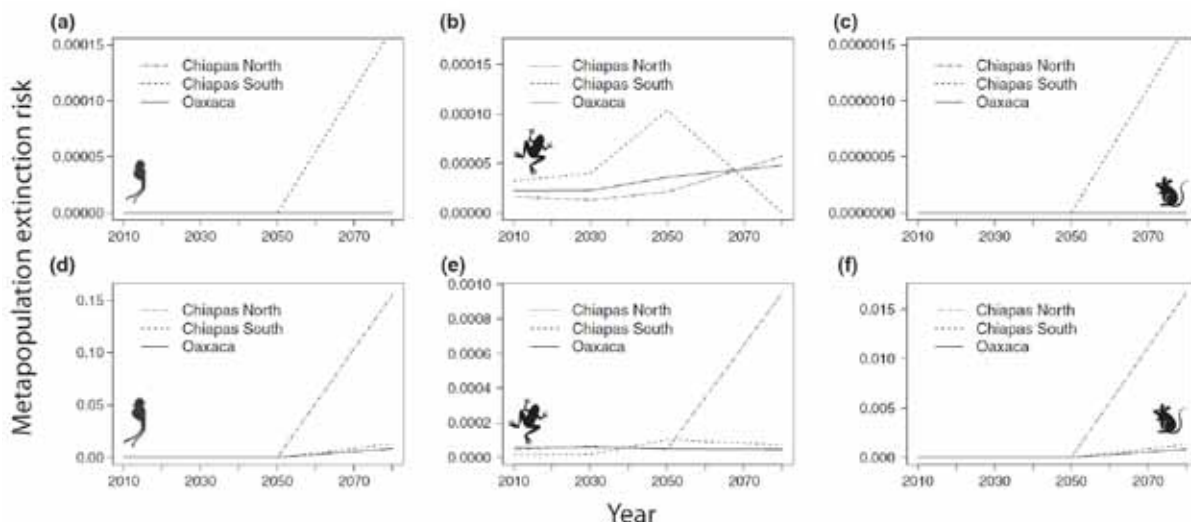 Metapopulation extinction risk
(a)
0.00015
0.00010
0.00005
0.00000
Chiapas North
Chiapas South
Oaxaca
2010 2030 2050 2070
(b)
0.00015
0.00010
0.00005
0.00000
Chiapas North
Chiapas South
Oaxaca
2010 2030 2050 2070
(c)
0.0000015
0.0000010
0.0000005
0.0000000
Chiapas North
Chiapas South
Oaxaca
2010 2030 2050 2070
(d)
0.15
0.10
0.05
0.00
Chiapas North
Chiapas South
Oaxaca
2010 2030 2050 2070
(e)
0.0010
0.0008
0.0006
0.0004
0.0002
0.0000
Chiapas North
Chiapas South
Oaxaca
2010 2030 2050 2070
(f)
0.015
0.010
0.005
0.000
Chiapas North
Chiapas South
Oaxaca
2010 2030 2050 2070
Year